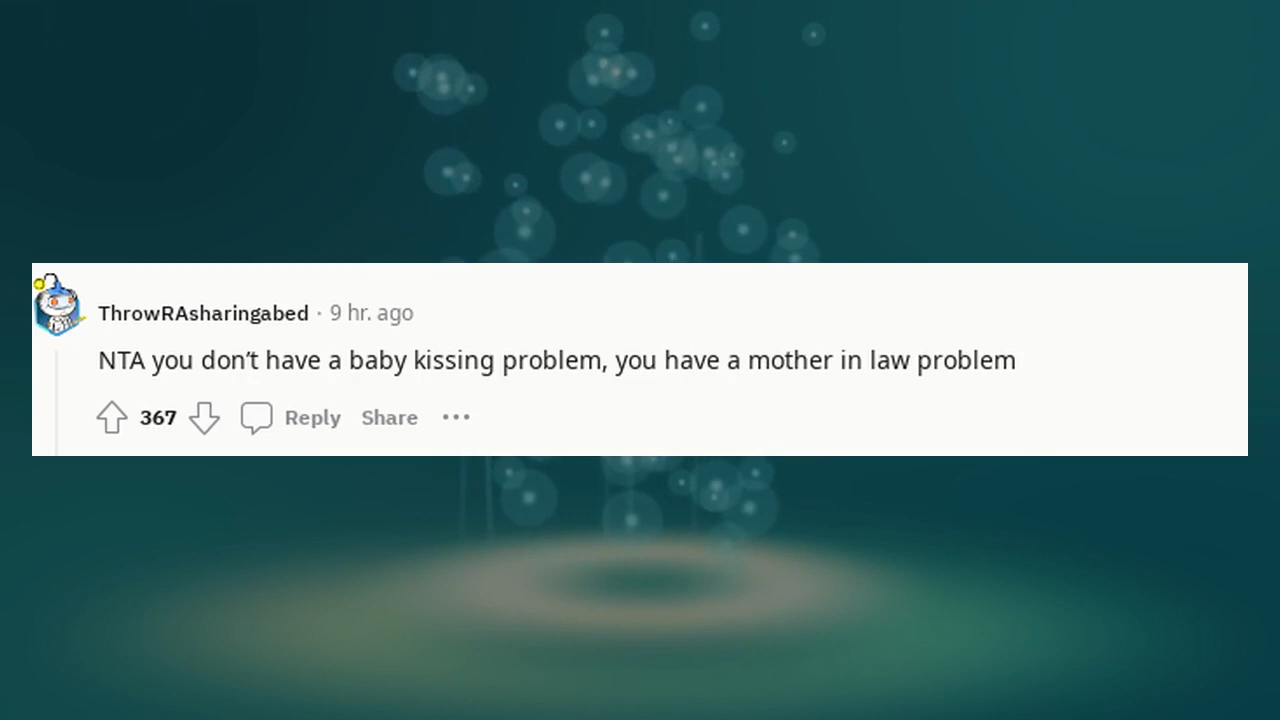 ThrowRAsharingabed · 9 hr. ago
NTA you don’t have a baby kissing problem, you have a mother in law problem
367 Reply Share •••